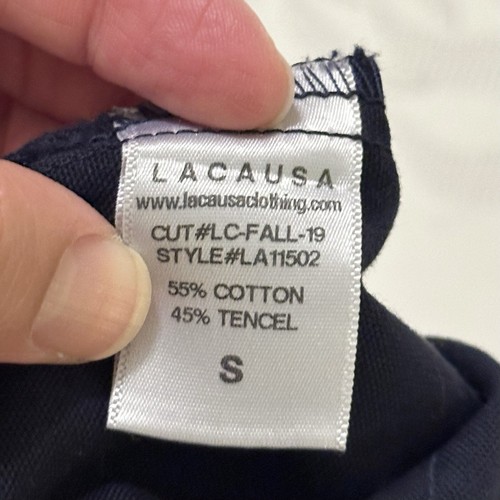 LACAUSA
www.lacausaclothing.com
CUT#LC-FALL-19
STYLE#LA11502
55% COTTON
45% TENCEL
S